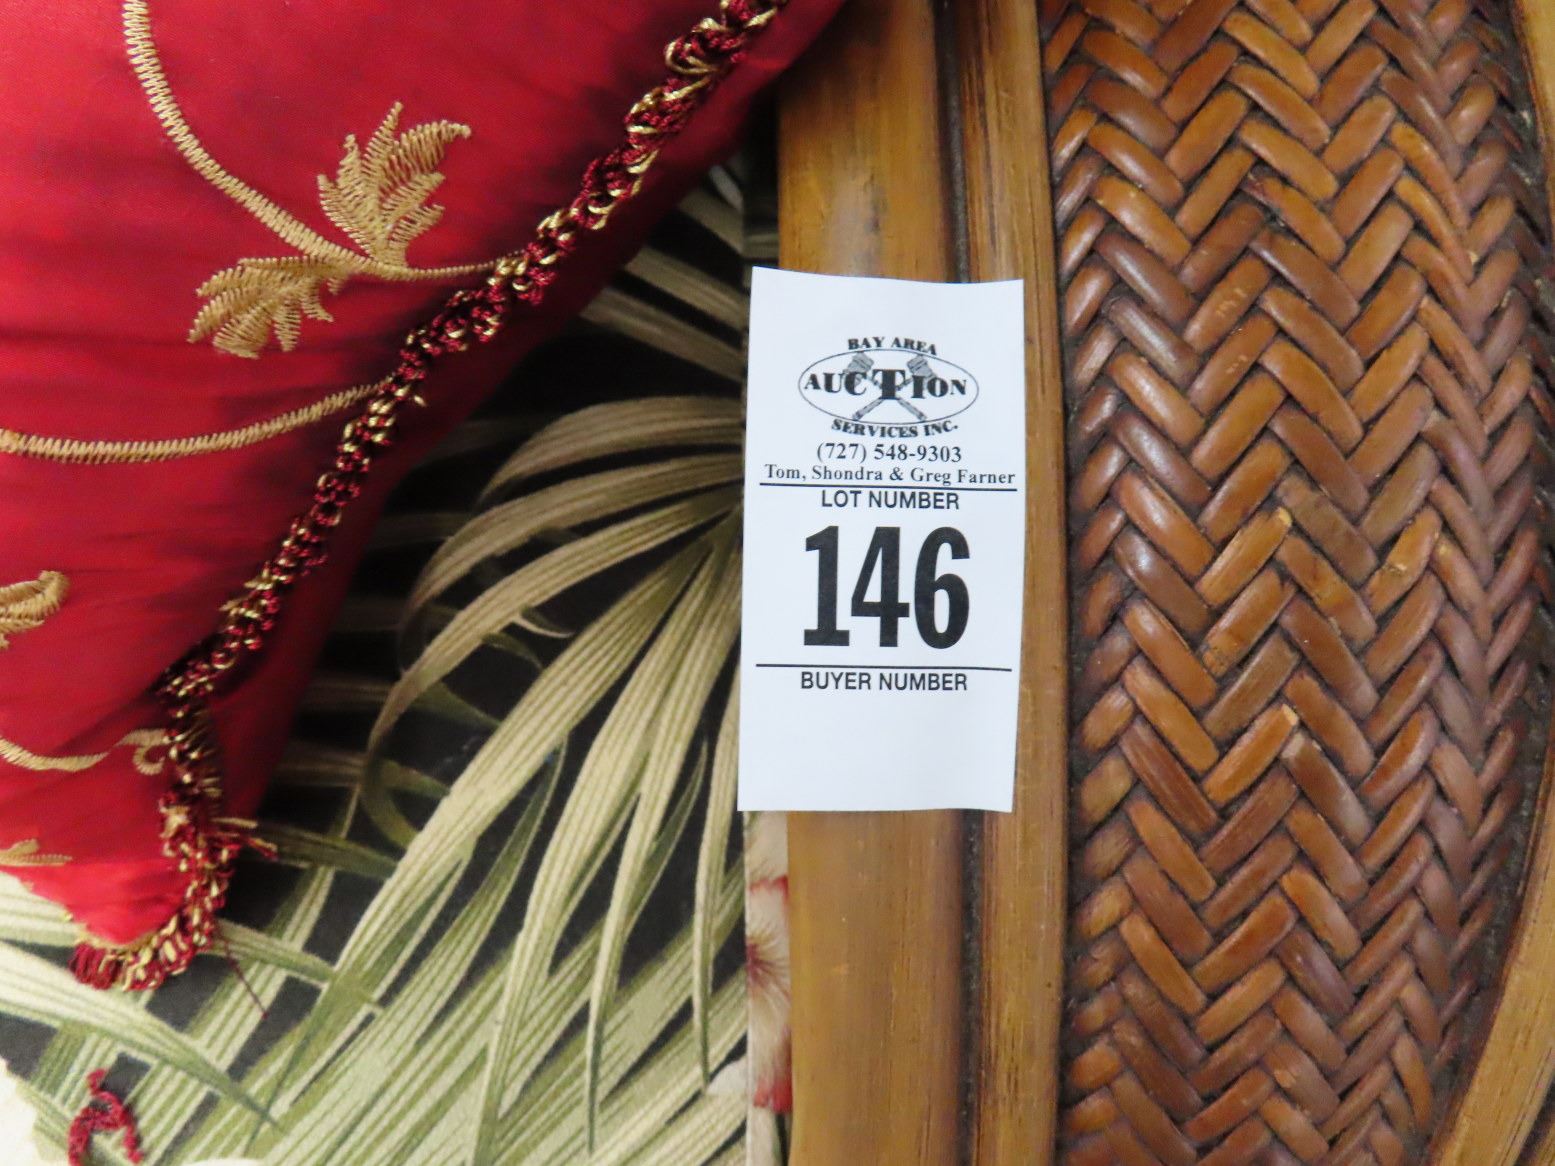 BAY AREA
AUCTION
SERVICES INC.
(727) 548-9303
Tom, Shondra & Greg Farner
LOT NUMBER
146
BUYER NUMBER